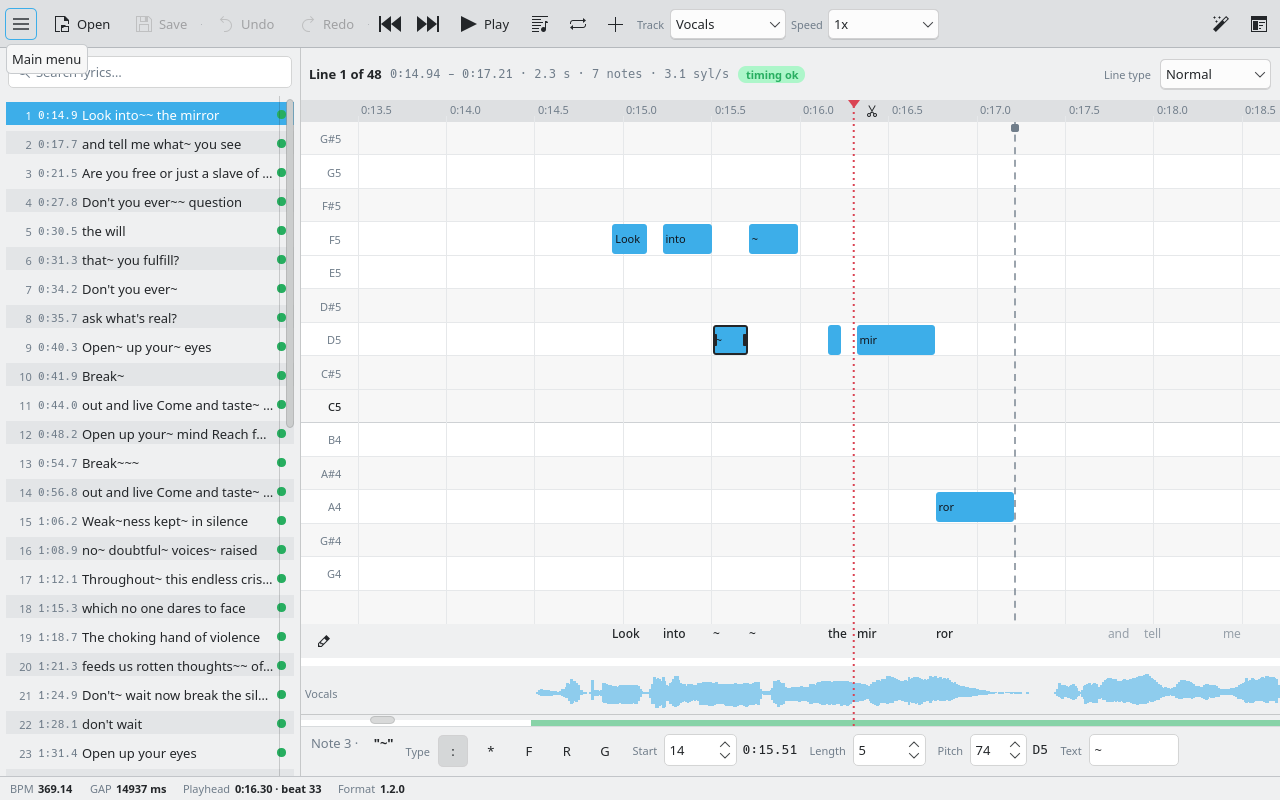 Open Save Undo Redo Play Track Vocals Speed 1x
Main menu
lyrics...
Line 1 of 48 0:14.94 – 0:17.21 · 2.3 s · 7 notes · 3.1 syl/s timing ok Line type Normal
0:13.5 0:14.0 0:14.5 0:15.0 0:15.5 0:16.0 0:16.5 0:17.0 0:17.5 0:18.0 0:18.5
1 0:14.9 Look into~~ the mirror
2 0:17.7 and tell me what~ you see
3 0:21.5 Are you free or just a slave of ...
4 0:27.8 Don't you ever~~ question
5 0:30.5 the will
6 0:31.3 that~ you fulfill?
7 0:34.2 Don't you ever~
8 0:35.7 ask what's real?
9 0:40.3 Open~ up your~ eyes
10 0:41.9 Break~
11 0:44.0 out and live Come and taste~ ...
12 0:48.2 Open up your~ mind Reach f...
13 0:54.7 Break~~~
14 0:56.8 out and live Come and taste~ ...
15 1:06.2 Weak~ness kept~ in silence
16 1:08.9 no~ doubtful~ voices~ raised
17 1:12.1 Throughout~ this endless cris...
18 1:15.3 which no one dares to face
19 1:18.7 The choking hand of violence
20 1:21.3 feeds us rotten thoughts~~ of...
21 1:24.9 Don't~ wait now break the sil...
22 1:28.1 don't wait
23 1:31.4 Open up your eyes
G#5
G5
F#5
F5 Look into ~
E5
D#5
D5 ~ mir
C#5
C5
B4
A#4
A4 ror
G#4
G4
Look into ~ ~ the mir ror and tell me
Vocals
Note 3 · "~" Type : * F R G Start 14 0:15.51 Length 5 Pitch 74 D5 Text ~
BPM 369.14 GAP 14937 ms Playhead 0:16.30 · beat 33 Format 1.2.0